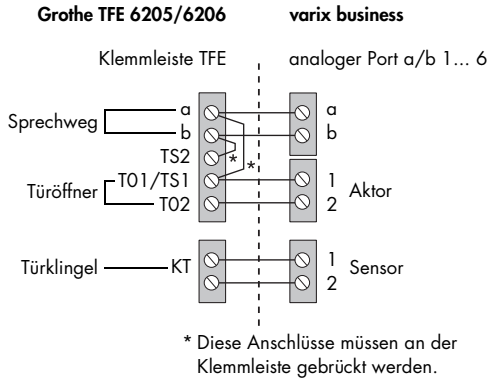 Grothe TFE 6205/6206 varix business
Klemmleiste TFE analoger Port a/b 1... 6
Sprechweg a a
b b
TS2 * *
Türöffner T01/TS1 1 Aktor
T02 2
Türklingel KT 1 Sensor
2
* Diese Anschlüsse müssen an der
Klemmleiste gebrückt werden.